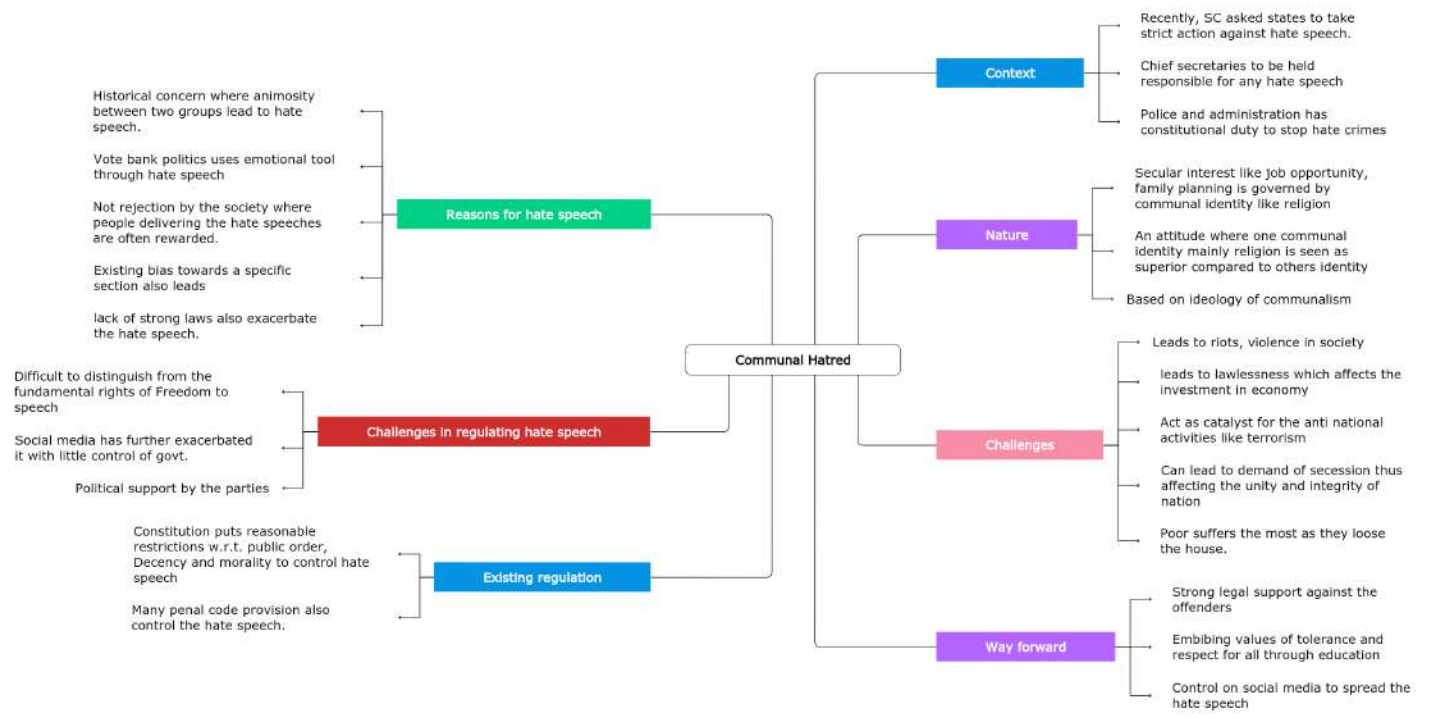 Communal Hatred
Context
Recently, SC asked states to take
strict action against hate speech.
Chief secretaries to be held
responsible for any hate speech
Police and administration has
constitutional duty to stop hate crimes
Nature
Secular interest like job opportunity,
family planning is governed by
communal identity like religion
An attitude where one communal
identity mainly religion is seen as
superior compared to others identity
Based on ideology of communalism
Challenges
Leads to riots, violence in society
leads to lawlessness which affects the
investment in economy
Act as catalyst for the anti national
activities like terrorism
Can lead to demand of secession thus
affecting the unity and integrity of
nation
Poor suffers the most as they loose
the house.
Way forward
Strong legal support against the
offenders
Embibing values of tolerance and
respect for all through education
Control on social media to spread the
hate speech
Reasons for hate speech
Historical concern where animosity
between two groups lead to hate
speech.
Vote bank politics uses emotional tool
through hate speech
Not rejection by the society where
people delivering the hate speeches
are often rewarded.
Existing bias towards a specific
section also leads
lack of strong laws also exacerbate
the hate speech.
Challenges in regulating hate speech
Difficult to distinguish from the
fundamental rights of Freedom to
speech
Social media has further exacerbated
it with little control of govt.
Political support by the parties
Existing regulation
Constitution puts reasonable
restrictions w.r.t. public order,
Decency and morality to control hate
speech
Many penal code provision also
control the hate speech.